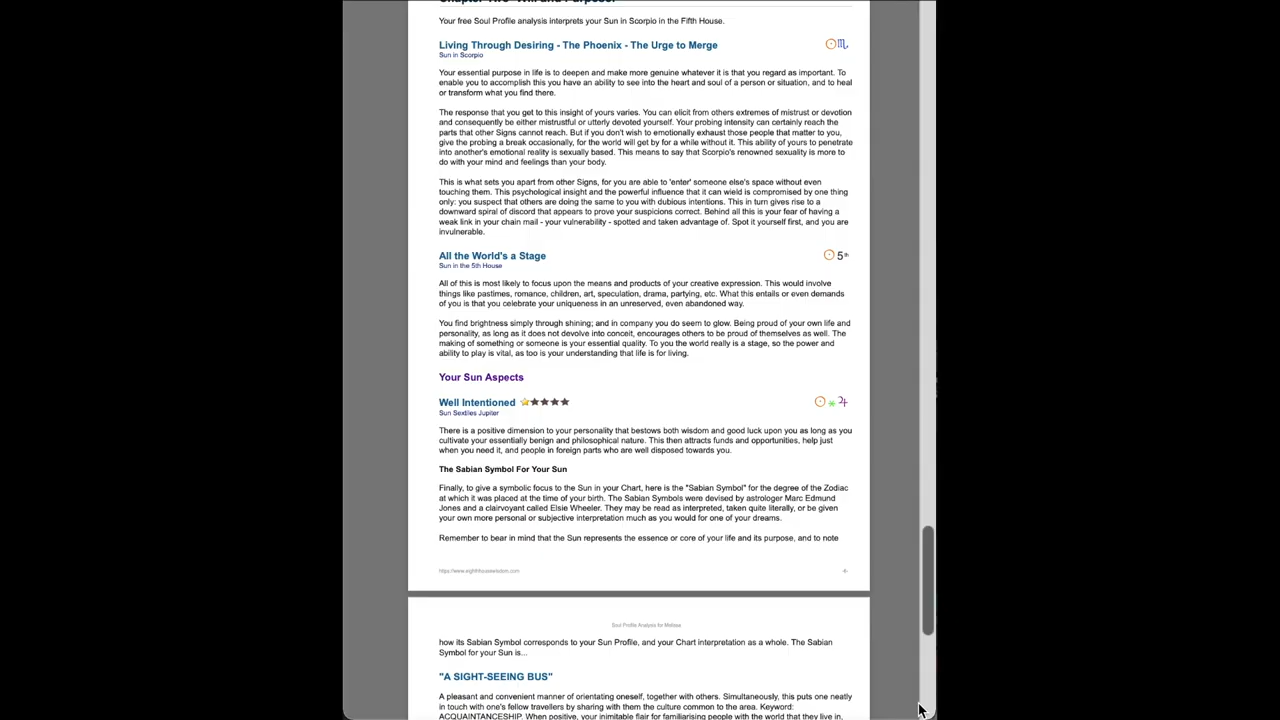 Chapter Two - Will and Purpose
Your free Soul Profile analysis interprets your Sun in Scorpio in the Fifth House.
Living Through Desiring - The Phoenix - The Urge to Merge
Sun in Scorpio
Your essential purpose in life is to deepen and make more genuine whatever it is that you regard as important. To
enable you to accomplish this you have an ability to see into the heart and soul of a person or situation, and to heal
or transform what you find there.
The response that you get to this insight of yours varies. You can elicit from others extremes of mistrust or devotion
and consequently be either mistrustful or utterly devoted yourself. Your probing intensity can certainly reach the
parts that other Signs cannot reach. But if you don't wish to emotionally exhaust those people that matter to you,
give the probing a break occasionally, for the world will get by for a while without it. This ability of yours to penetrate
into another's emotional reality is sexually based. This means to say that Scorpio's renowned sexuality is more to
do with your mind and feelings than your body.
This is what sets you apart from other Signs, for you are able to 'enter' someone else's space without even
touching them. This psychological insight and the powerful influence that it can wield is compromised by one thing
only: you suspect that others are doing the same to you with dubious intentions. This in turn gives rise to a
downward spiral of discord that appears to prove your suspicions correct. Behind all this is your fear of having a
weak link in your chain mail - your vulnerability - spotted and taken advantage of. Spot it yourself first, and you are
invulnerable.
All the World's a Stage
5th
Sun in the 5th House
All of this is most likely to focus upon the means and products of your creative expression. This would involve
things like pastimes, romance, children, art, speculation, drama, partying, etc. What this entails or even demands
of you is that you celebrate your uniqueness in an unreserved, even abandoned way.
You find brightness simply through shining; and in company you do seem to glow. Being proud of your own life and
personality, as long as it does not devolve into conceit, encourages others to be proud of themselves as well. The
making of something or someone is your essential quality. To you the world really is a stage, so the power and
ability to play is vital, as too is your understanding that life is for living.
Your Sun Aspects
Well Intentioned
Sun Sextiles Jupiter
There is a positive dimension to your personality that bestows both wisdom and good luck upon you as long as you
cultivate your essentially benign and philosophical nature. This then attracts funds and opportunities, help just
when you need it, and people in foreign parts who are well disposed towards you.
The Sabian Symbol For Your Sun
Finally, to give a symbolic focus to the Sun in your Chart, here is the "Sabian Symbol" for the degree of the Zodiac
at which it was placed at the time of your birth. The Sabian Symbols were devised by astrologer Marc Edmund
Jones and a clairvoyant called Elsie Wheeler. They may be read as interpreted, taken quite literally, or be given
your own more personal or subjective interpretation much as you would for one of your dreams.
Remember to bear in mind that the Sun represents the essence or core of your life and its purpose, and to note
https://www.eighthhousewisdom.com
Soul Profile Analysis for Melissa
how its Sabian Symbol corresponds to your Sun Profile, and your Chart interpretation as a whole. The Sabian
Symbol for your Sun is...
"A SIGHT-SEEING BUS"
A pleasant and convenient manner of orientating oneself, together with others. Simultaneously, this puts one neatly
in touch with one's fellow travellers by sharing with them the culture common to the area. Keyword:
ACQUAINTANCESHIP. When positive, your inimitable flair for familiarising people with the world that they live in,